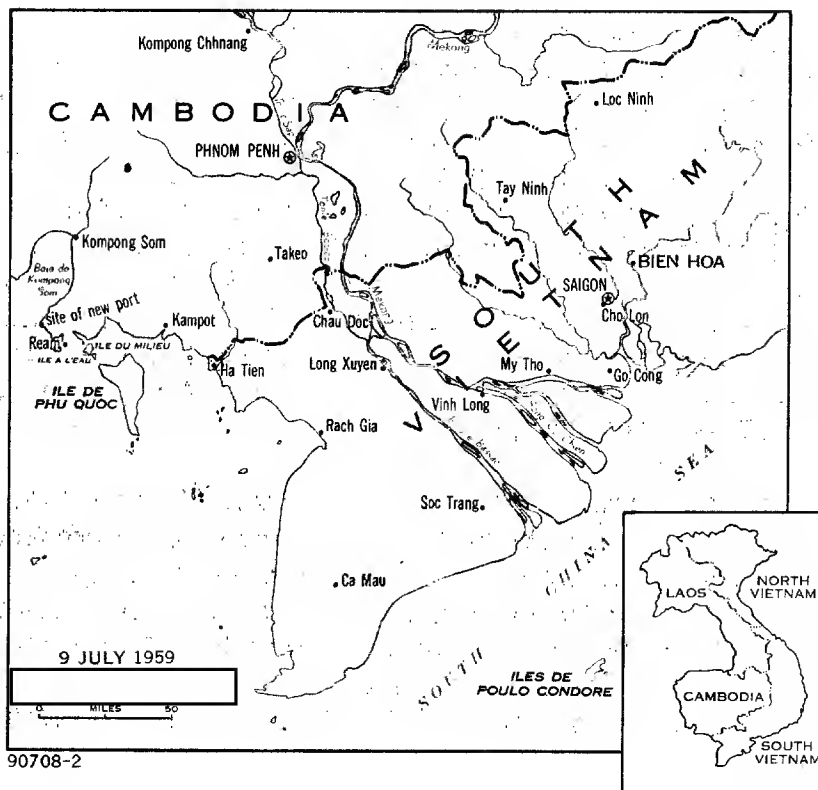 Kompong Chhnang
Mekong
CAMBODIA
Loc Ninh
PHNOM PENH
Tay Ninh
SOUTH
VIETNAM
Kompong Som
Takeo
BIEN HOA
Baie de
Kompong
Som
SAIGON
Cho Lon
site of new port
Kampot
Chau Doc
Mekong
Ream
ILE DU MILIEU
ILE A L'EAU
Ha Tien
Long Xuyen
My Tho
Go Cong
ILE DE
PHU QUOC
Vinh Long
Rach Gia
Soc Trang
SOUTH CHINA SEA
Ca Mau
9 JULY 1959
0 MILES 50
ILES DE
POULO CONDORE
90708-2
LAOS
NORTH
VIETNAM
CAMBODIA
SOUTH
VIETNAM